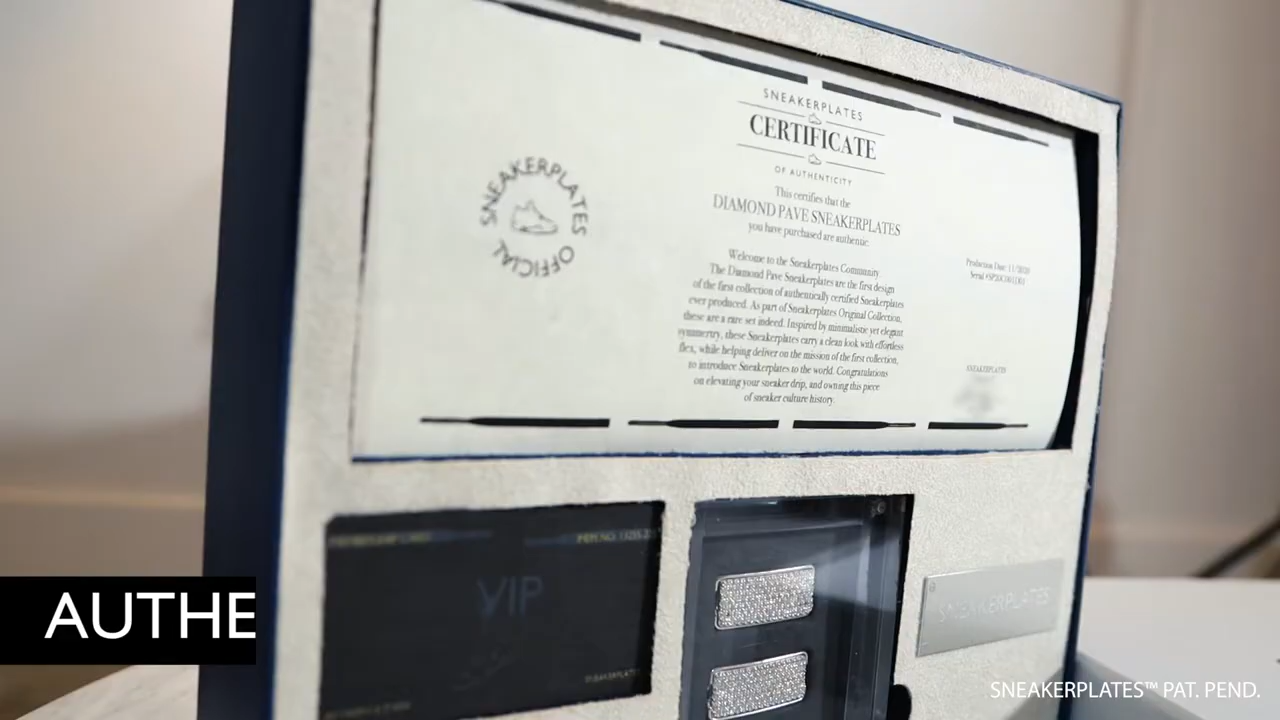 SNEAKERPLATES
CERTIFICATE
OF AUTHENTICITY
This certifies that the
DIAMOND PAVE SNEAKERPLATES
you have purchased are authentic.
Welcome to the Sneakerplates Community.
The Diamond Pave Sneakerplates are the first design
of the first collection of authentically certified Sneakerplates
ever produced. As part of Sneakerplates Original Collection,
these are a rare set indeed. Inspired by minimalistic yet elegant
symmetry, these Sneakerplates carry a clean look with effortless
flex, while helping deliver on the mission of the first collection,
to introduce Sneakerplates to the world. Congratulations
on elevating your sneaker drip, and owning this piece
of sneaker culture history.
SNEAKERPLATES OFFICIAL
Production Date: 11/2020
Serial
SNEAKERPLATES
VIP
SNEAKERPLATES
SNEAKERPLATES
AUTHE
SNEAKERPLATES™ PAT. PEND.